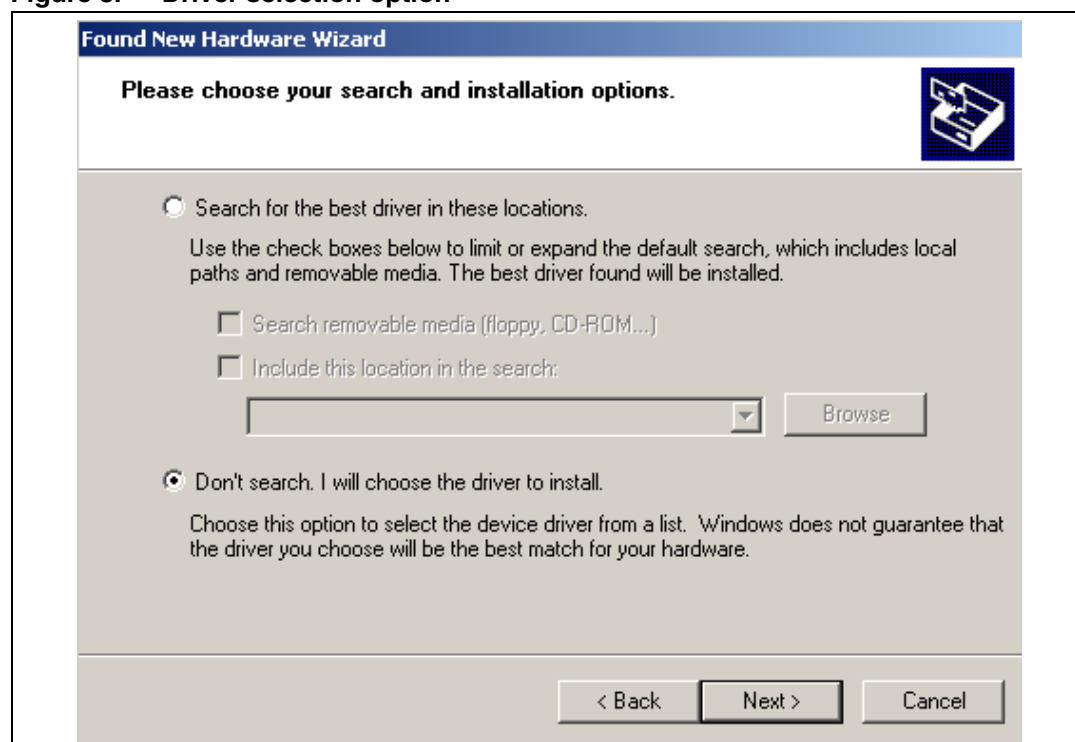 Driver selection option
Found New Hardware Wizard
Please choose your search and installation options.
Search for the best driver in these locations.
Use the check boxes below to limit or expand the default search, which includes local
paths and removable media. The best driver found will be installed.
Search removable media (floppy, CD-ROM...)
Include this location in the search:
Browse
Don't search. I will choose the driver to install.
Choose this option to select the device driver from a list. Windows does not guarantee that
the driver you choose will be the best match for your hardware.
< Back Next > Cancel